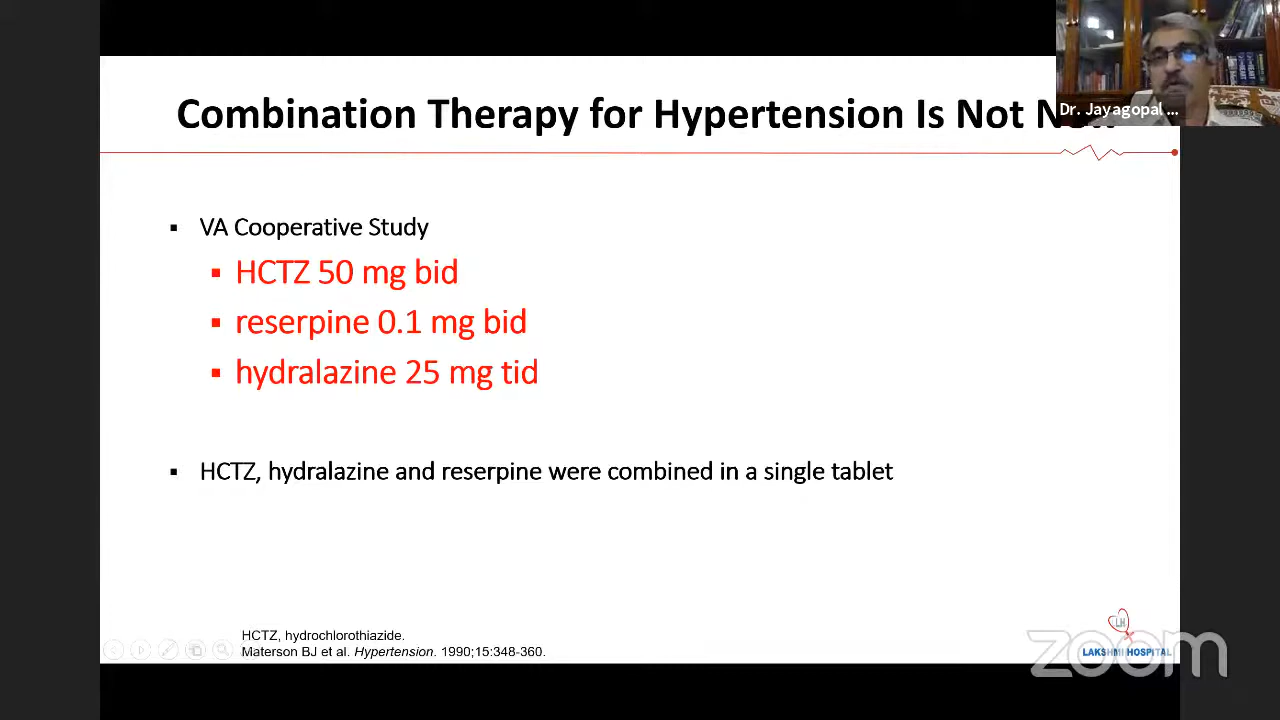 Combination Therapy for Hypertension Is Not
Dr. Jayagopal ...
▪ VA Cooperative Study
▪ HCTZ 50 mg bid
▪ reserpine 0.1 mg bid
▪ hydralazine 25 mg tid
▪ HCTZ, hydralazine and reserpine were combined in a single tablet
HCTZ, hydrochlorothiazide.
Materson BJ et al. Hypertension. 1990;15:348-360.
LH
LAKSHMI HOSPITAL
zoom